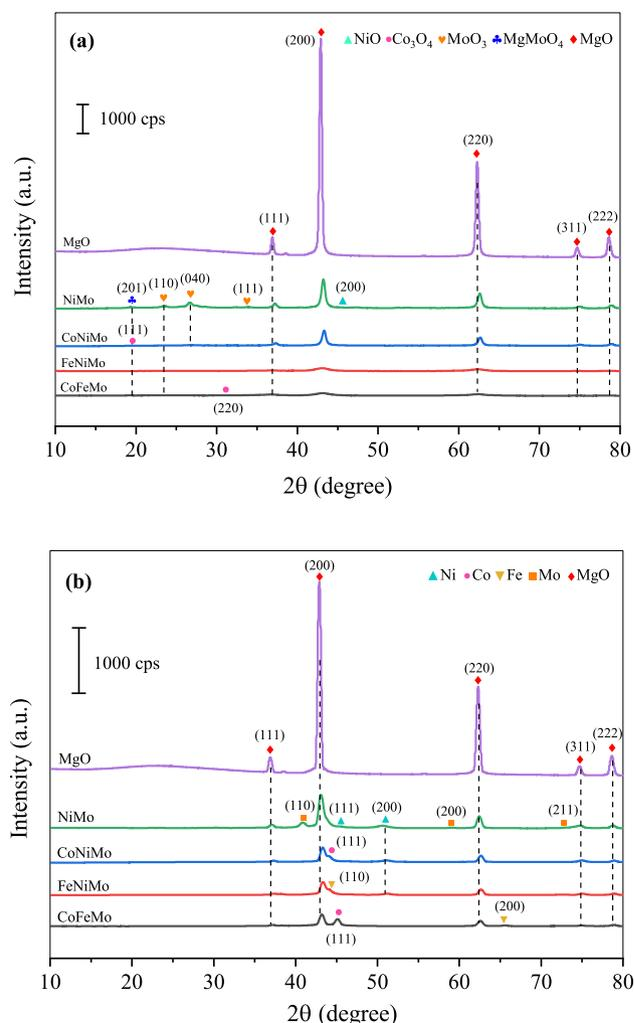 (a)
(200)
NiO Co₃O₄ MoO₃ MgMoO₄ MgO
1000 cps
(220)
(111)
(311)
(222)
MgO
(201) (110) (040) (111) (200)
NiMo
(111)
CoNiMo
FeNiMo
CoFeMo
(220)
10 20 30 40 50 60 70 80
2θ (degree)
Intensity (a.u.)
(b)
(200)
Ni Co Fe Mo MgO
1000 cps
(220)
(111)
(311)
(222)
MgO
(110) (111) (200) (200) (211)
NiMo
(111)
CoNiMo
(110)
FeNiMo
(200)
CoFeMo
(111)
10 20 30 40 50 60 70 80
2θ (degree)
Intensity (a.u.)